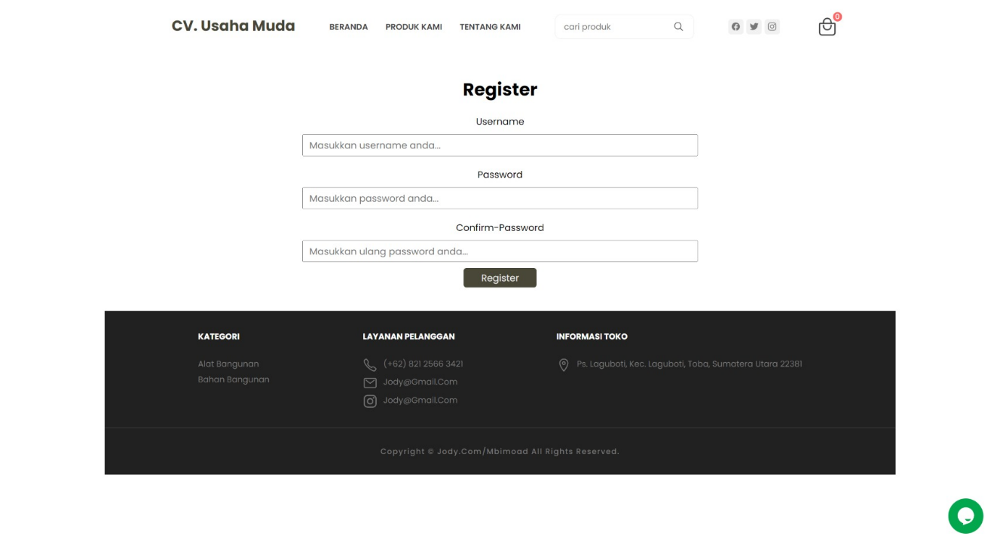 CV. Usaha Muda
BERANDA PRODUK KAMI TENTANG KAMI
cari produk
0
Register
Username
Masukkan username anda...
Password
Masukkan password anda...
Confirm-Password
Masukkan ulang password anda...
Register
KATEGORI
Alat Bangunan
Bahan Bangunan
LAYANAN PELANGGAN
(+62) 821 2566 3421
Jody@Gmail.Com
Jody@Gmail.Com
INFORMASI TOKO
Ps. Laguboti, Kec. Laguboti, Toba, Sumatera Utara 22381
Copyright © Jody.Com/Mbimoad All Rights Reserved.